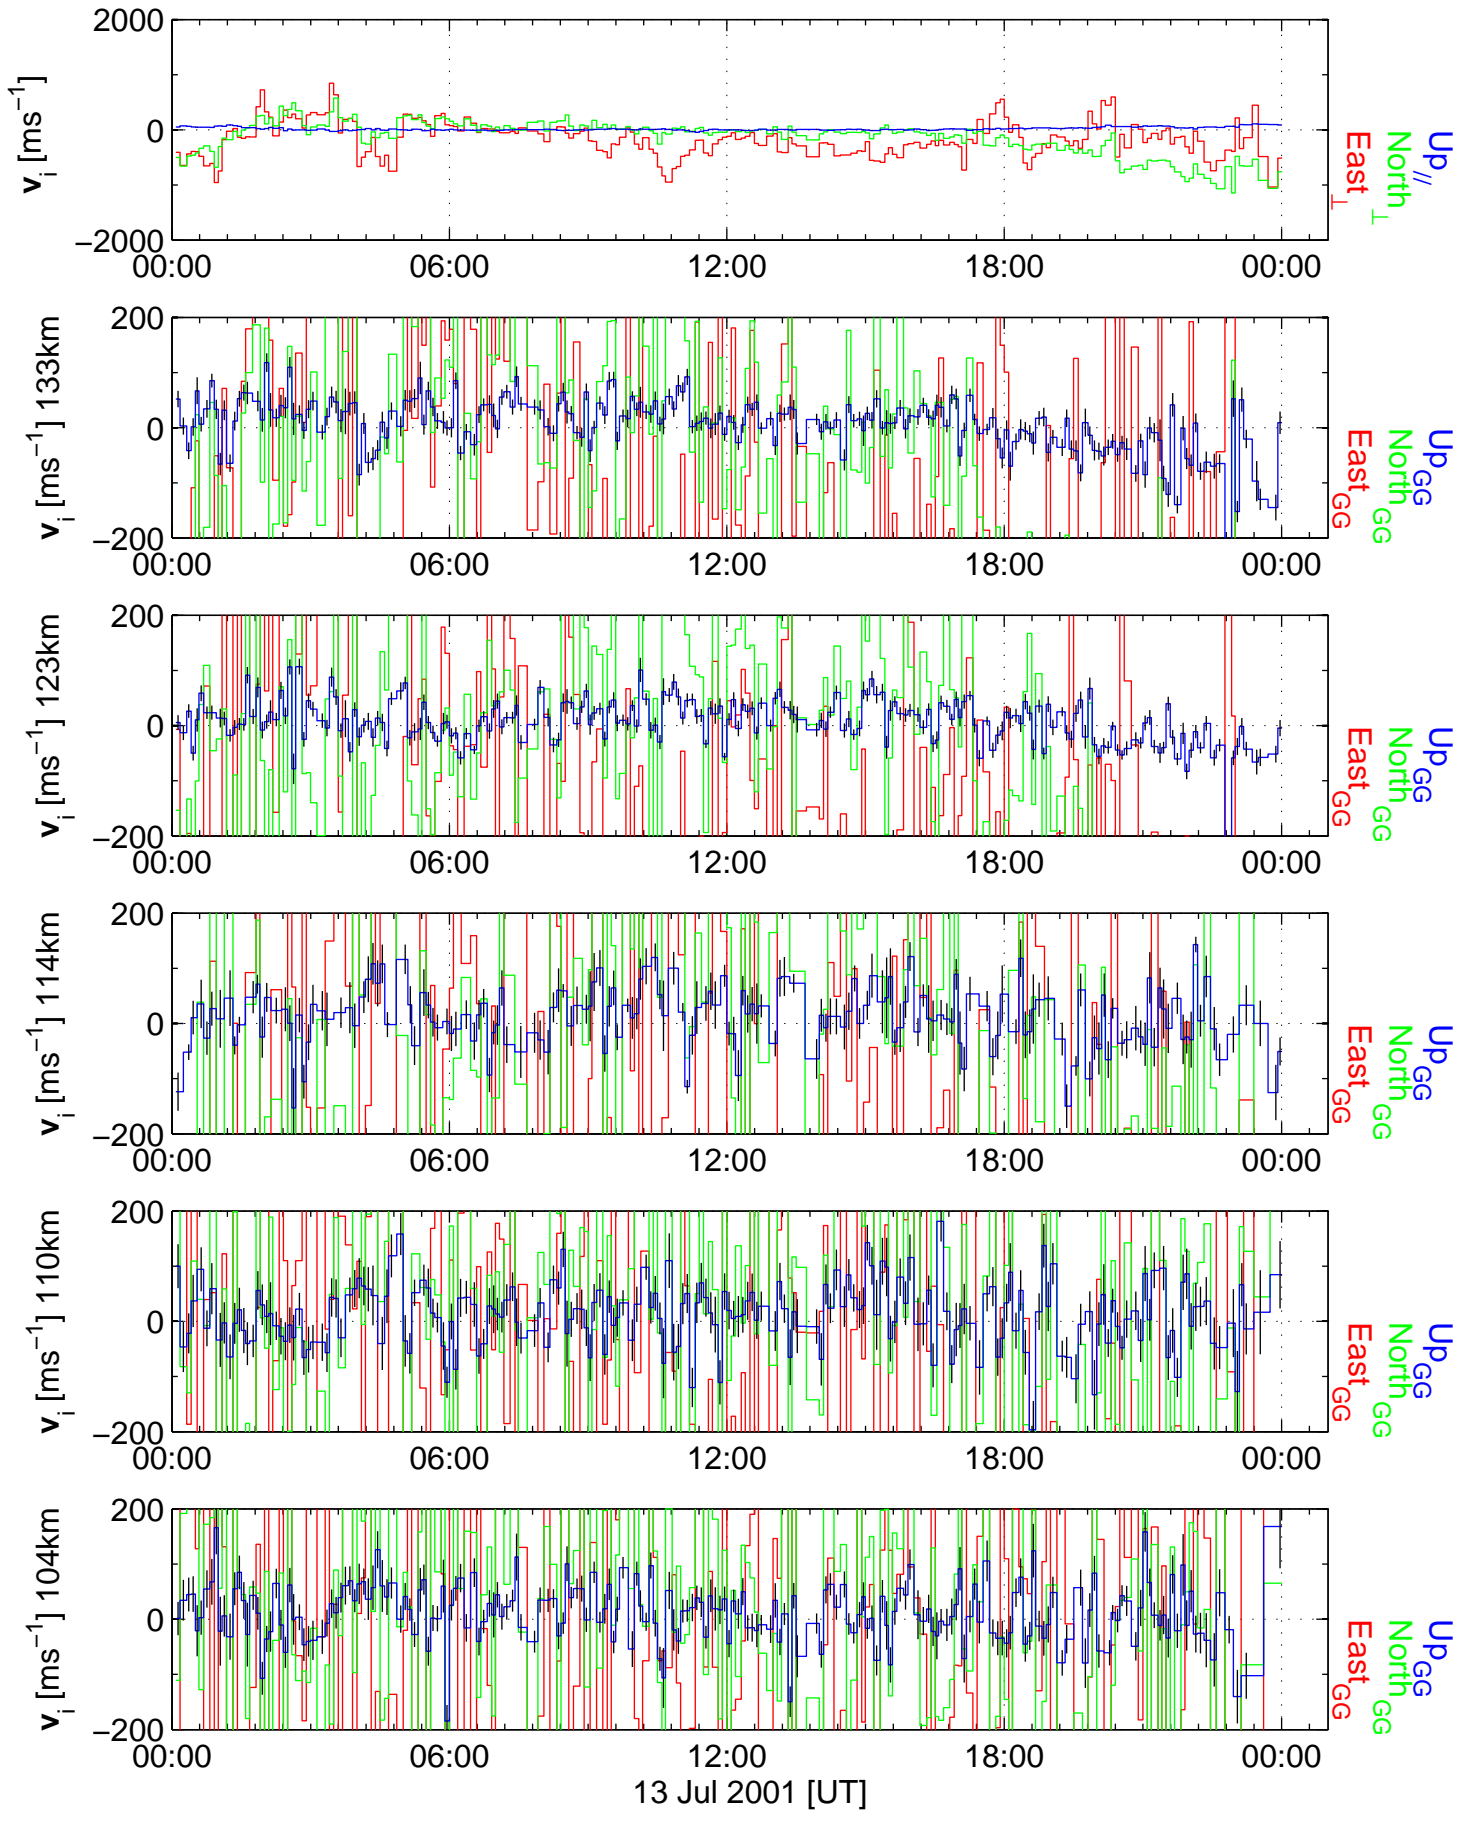 2000
0
−2000
v_i [ms^−1]
00:00 06:00 12:00 18:00 00:00
Up_//
North_⊥
East_⊥
200
0
−200
v_i [ms^−1] 133km
00:00 06:00 12:00 18:00 00:00
Up_GG
North_GG
East_GG
200
0
−200
v_i [ms^−1] 123km
00:00 06:00 12:00 18:00 00:00
Up_GG
North_GG
East_GG
200
0
−200
v_i [ms^−1] 114km
00:00 06:00 12:00 18:00 00:00
Up_GG
North_GG
East_GG
200
0
−200
v_i [ms^−1] 110km
00:00 06:00 12:00 18:00 00:00
Up_GG
North_GG
East_GG
200
0
−200
v_i [ms^−1] 104km
00:00 06:00 12:00 18:00 00:00
Up_GG
North_GG
East_GG
13 Jul 2001 [UT]